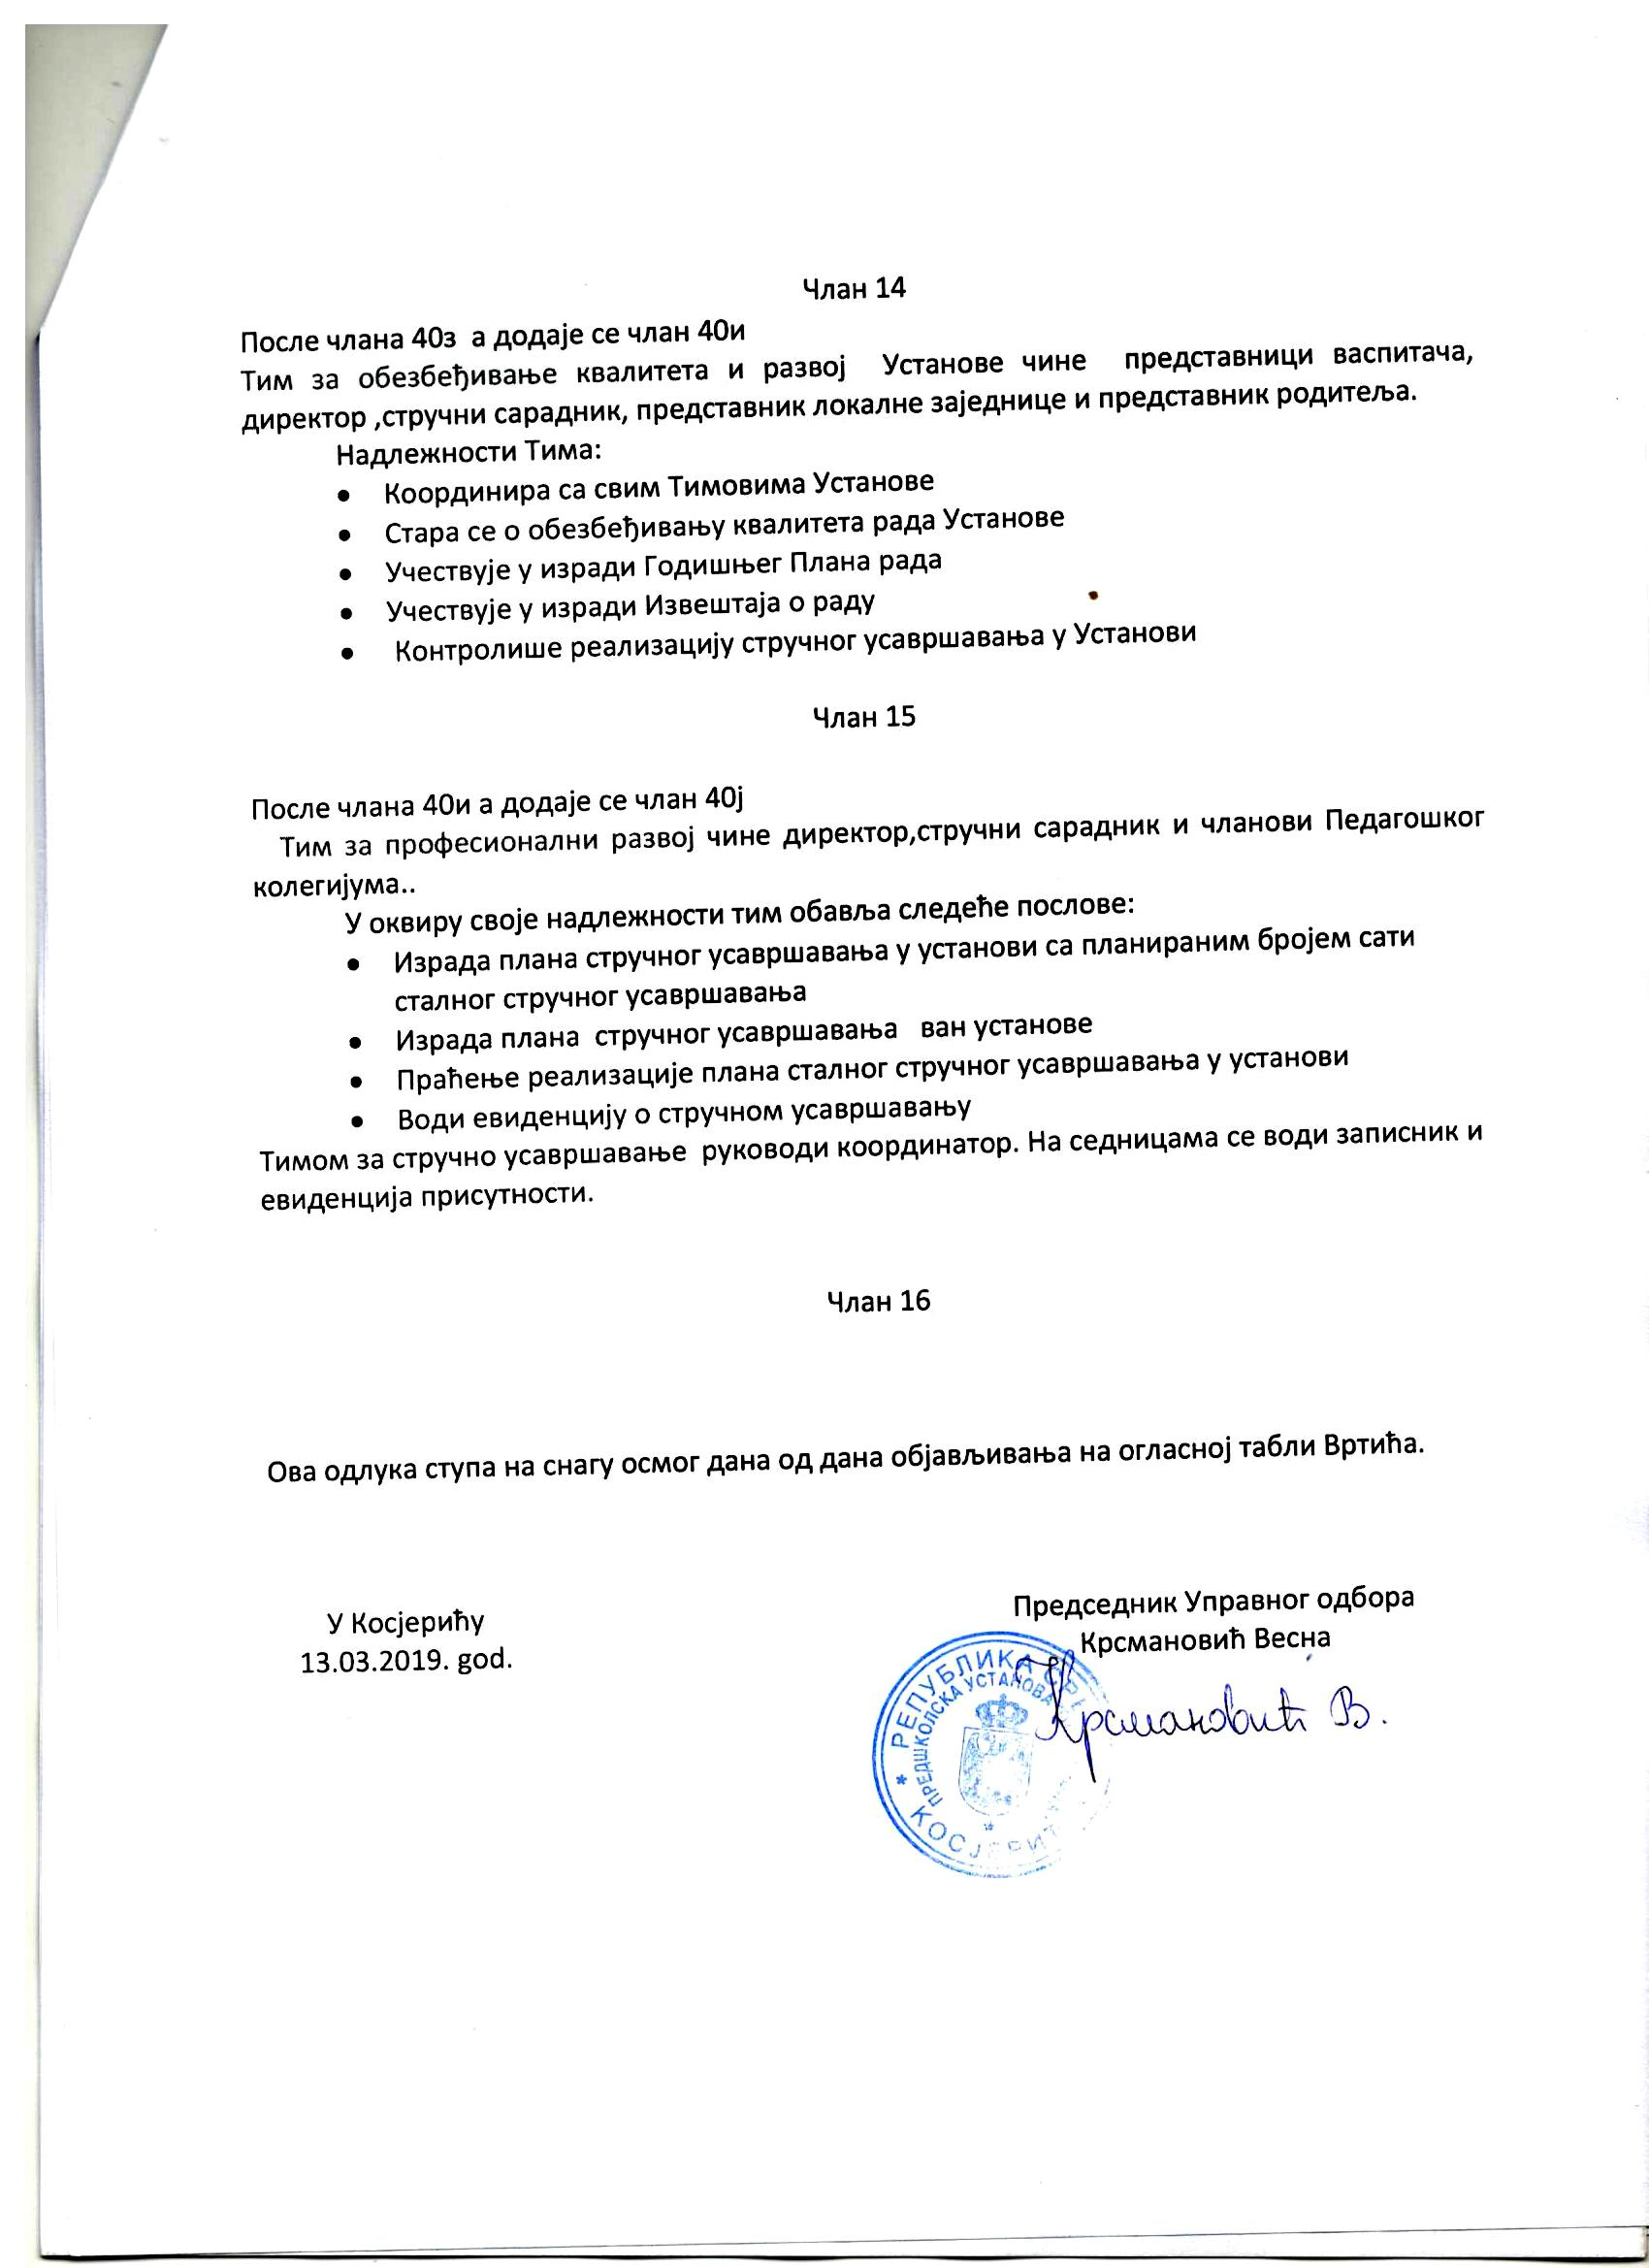 Члан 14
После члана 40з  а додаје се члан 40и
Тим за обезбеђивање квалитета и развој  Установе чине  представници васпитача,
директор ,стручни сарадник, представник локалне заједнице и представник родитеља.
Надлежности Тима:
• Координира са свим Тимовима Установе
• Стара се о обезбеђивању квалитета рада Установе
• Учествује у изради Годишњег Плана рада
• Учествује у изради Извештаја о раду
• Контролише реализацију стручног усавршавања у Установи
Члан 15
После члана 40и а додаје се члан 40ј
Тим за професионални развој чине директор,стручни сарадник и чланови Педагошког
колегијума..
У оквиру своје надлежности тим обавља следеће послове:
• Израда плана стручног усавршавања у установи са планираним бројем сати
сталног стручног усавршавања
• Израда плана  стручног усавршавања   ван установе
• Праћење реализације плана сталног стручног усавршавања у установи
• Води евиденцију о стручном усавршавању
Тимом за стручно усавршавање  руководи координатор. На седницама се води записник и
евиденција присутности.
Члан 16
Ова одлука ступа на снагу осмог дана од дана објављивања на огласној табли Вртића.
Председник Управног одбора
У Косјерићу
Крсмановић Весна
13.03.2019. god.
РЕПУБЛИКА
ПРЕДШКОЛСКА УСТАНОВА
Крсмановић В.